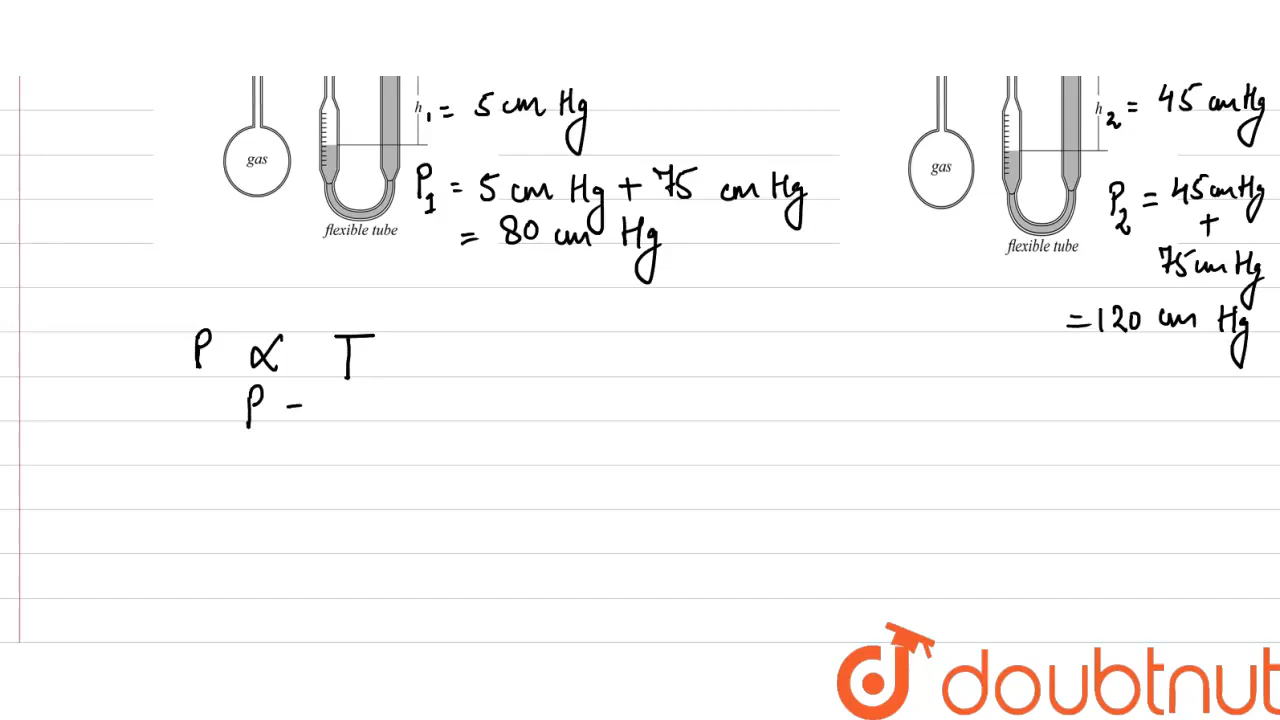 gas
h₁ = 5 cm Hg
P₁ = 5 cm Hg + 75 cm Hg
= 80 cm Hg
flexible tube
gas
h₂ = 45 cm Hg
P₂ = 45 cm Hg
+
75 cm Hg
= 120 cm Hg
flexible tube
P ∝ T
P -
doubtnut